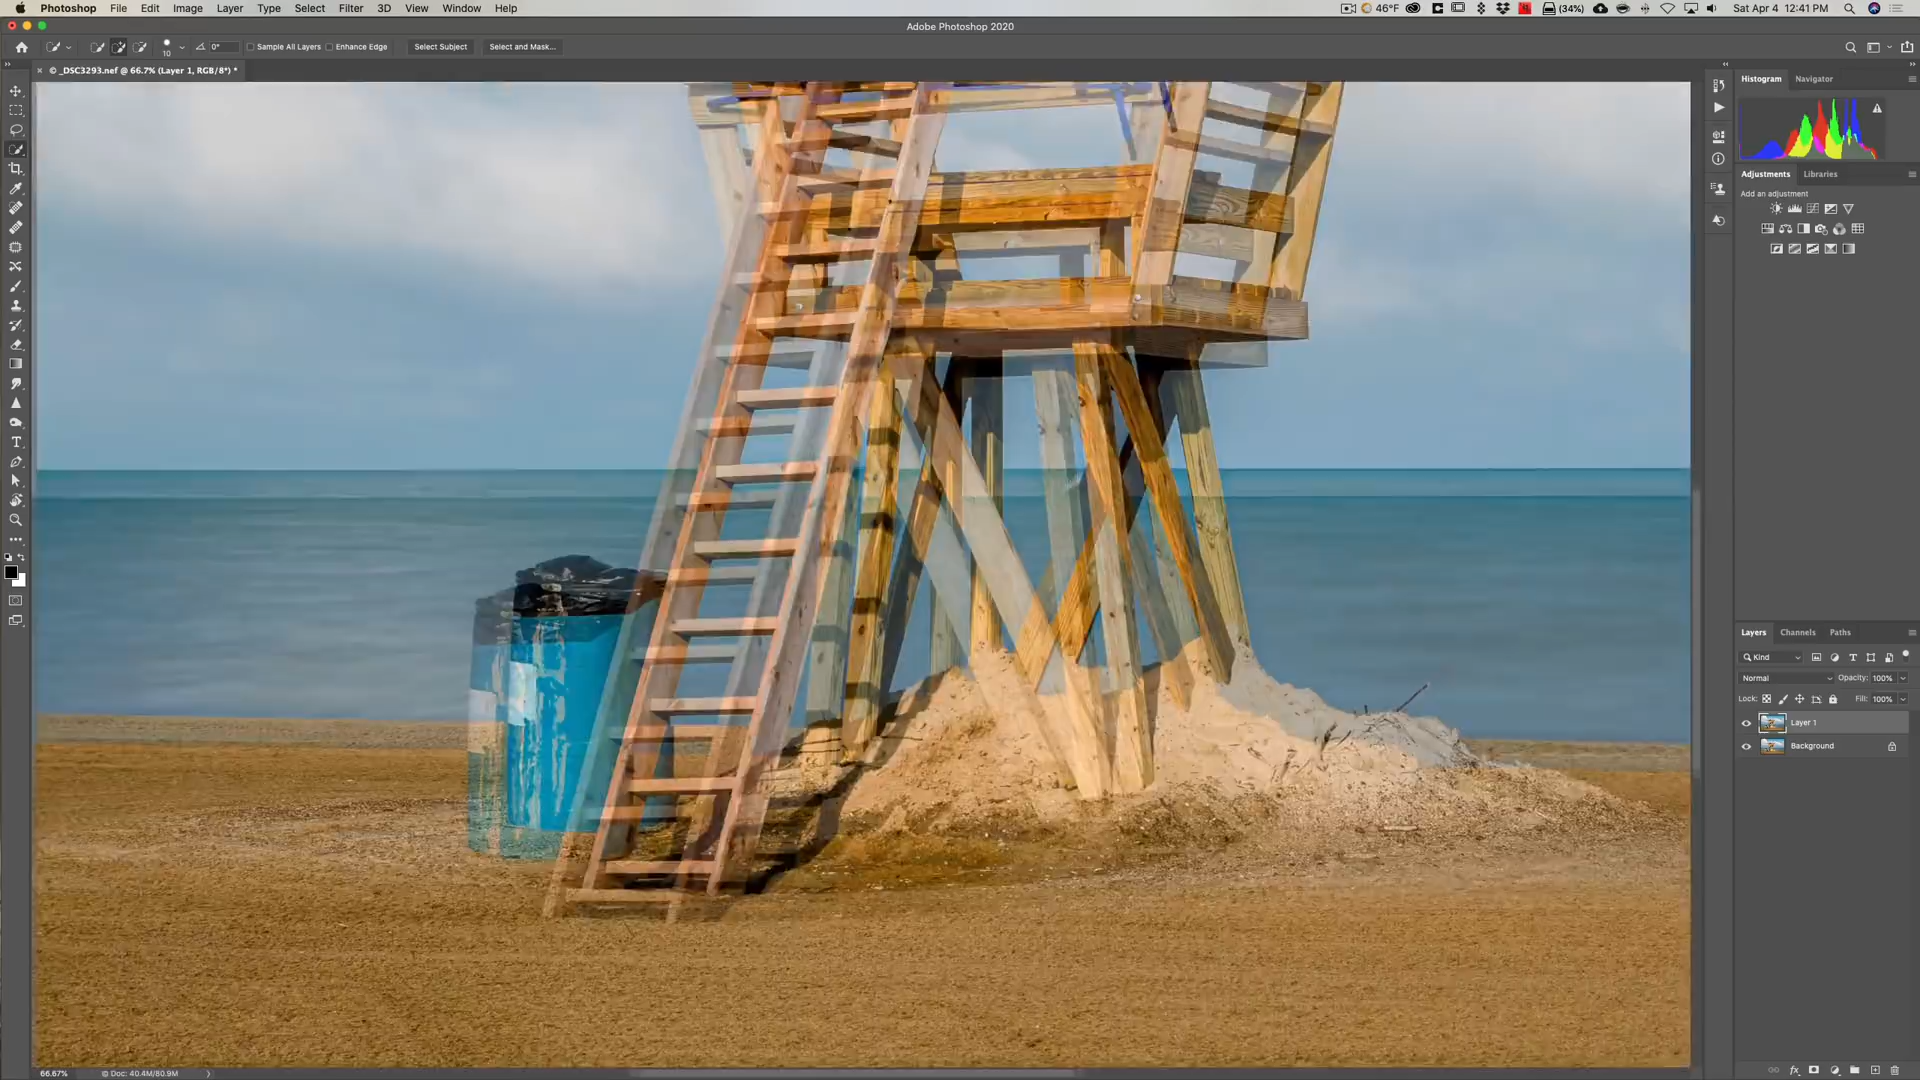 Photoshop File Edit Image Layer Type Select Filter 3D View Window Help 46°F (34%) Sat Apr 4 12:41 PM
Adobe Photoshop 2020
10 0° Sample All Layers Enhance Edge Select Subject Select and Mask...
× © _DSC3293.nef @ 66.7% (Layer 1, RGB/8*) *
Histogram Navigator
Adjustments Libraries
Add an adjustment
Layers Channels Paths
Kind
Normal Opacity: 100%
Lock: Fill: 100%
Layer 1
Background
66.67% Doc: 40.4M/80.9M